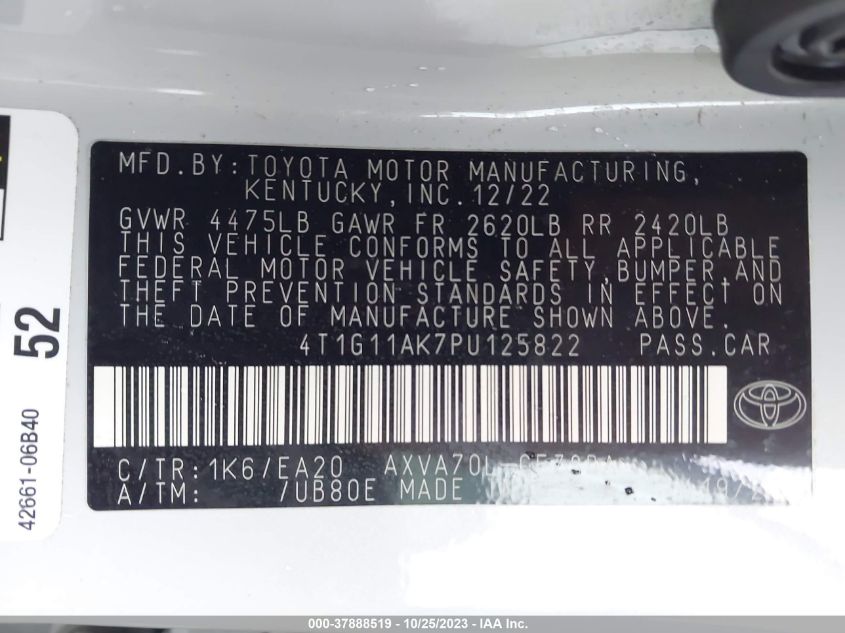 MFD.BY:TOYOTA MOTOR MANUFACTURING,
KENTUCKY,INC.12/22
GVWR 4475LB GAWR FR 2620LB RR 2420LB
THIS VEHICLE CONFORMS TO ALL APPLICABLE
FEDERAL MOTOR VEHICLE SAFETY,BUMPER,AND
THEFT PREVENTION STANDARDS IN EFFECT ON
THE DATE OF MANUFACTURE SHOWN ABOVE.
4T1G11AK7PU125822 PASS.CAR
C/TR:1K6/EA20
A/TM: /UB80E MADE
52
42661-06B40
000-37888519 - 10/25/2023 - IAA Inc.